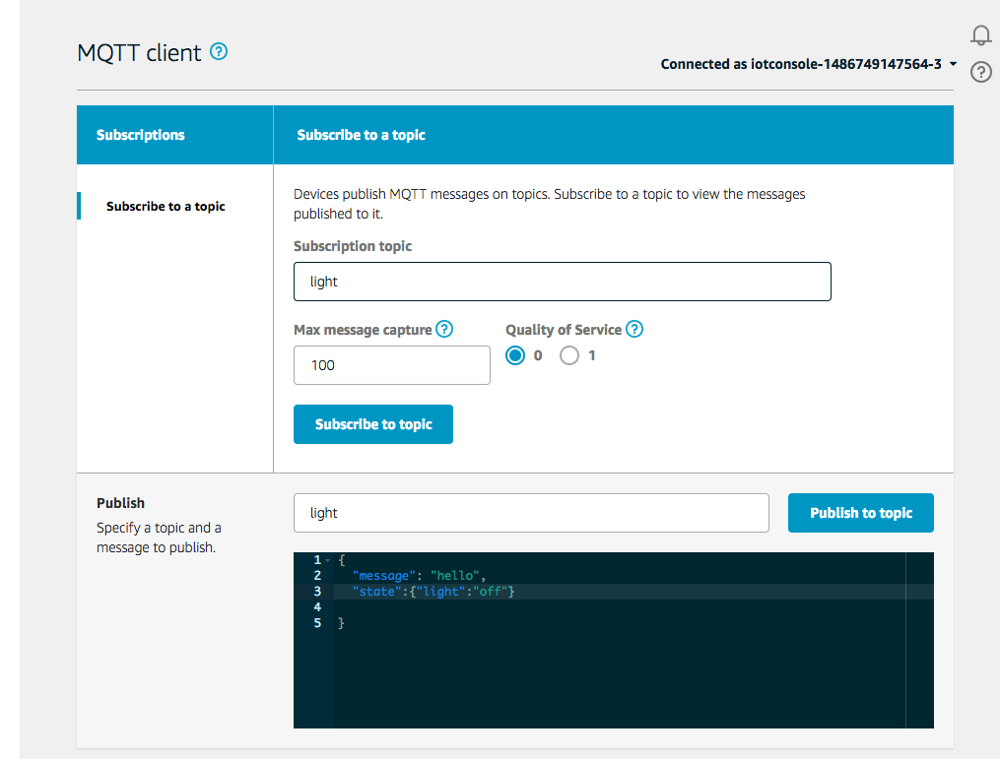 MQTT client ?
Connected as iotconsole-1486749147564-3
?
Subscriptions
Subscribe to a topic
Subscribe to a topic
Devices publish MQTT messages on topics. Subscribe to a topic to view the messages
published to it.
Subscription topic
light
Max message capture ?
Quality of Service ?
100
0
1
Subscribe to topic
Publish
Specify a topic and a
message to publish.
light
Publish to topic
1 {
2 "message": "hello",
3 "state":{"light":"off"}
4
5 }